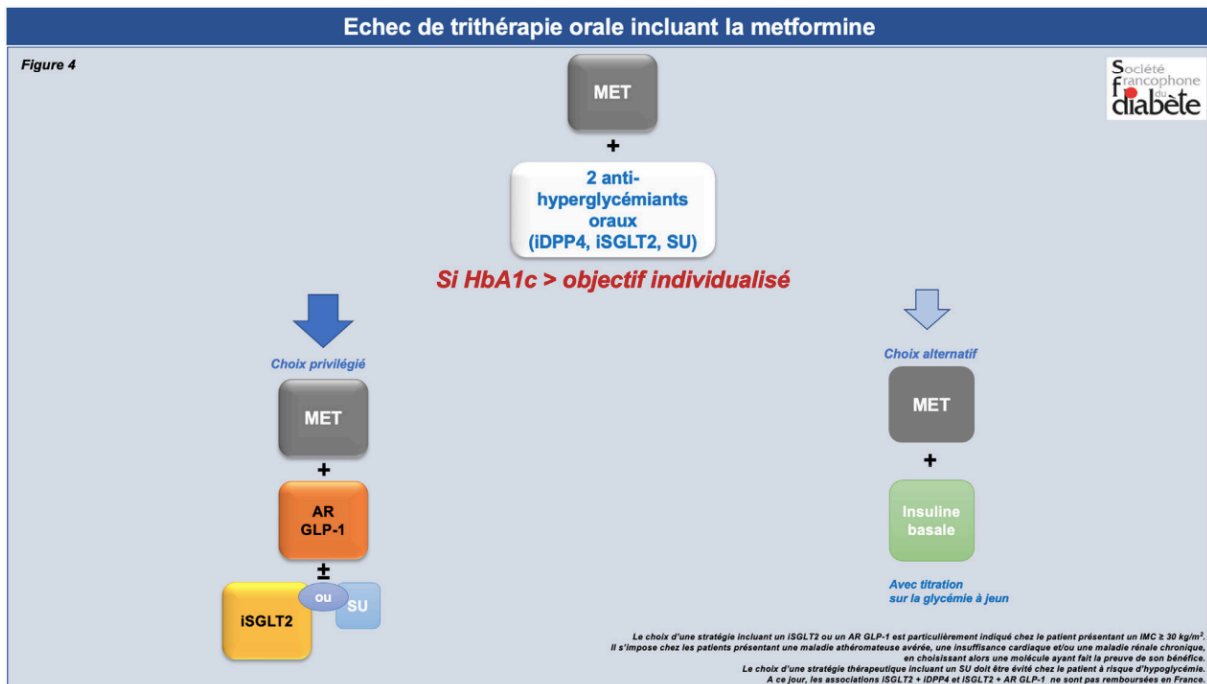 Echec de trithérapie orale incluant la metformine
Figure 4
Société
francophone
du
diabète
MET
+
2 anti-
hyperglycémiants
oraux
(iDPP4, iSGLT2, SU)
Si HbA1c > objectif individualisé
Choix privilégié
MET
+
AR
GLP-1
±
iSGLT2
ou
SU
Choix alternatif
MET
+
Insuline
basale
Avec titration
sur la glycémie à jeun
Le choix d'une stratégie incluant un iSGLT2 ou un AR GLP-1 est particulièrement indiqué chez le patient présentant un IMC ≥ 30 kg/m².
Il s'impose chez les patients présentant une maladie athéromateuse avérée, une insuffisance cardiaque et/ou une maladie rénale chronique,
en choisissant alors une molécule ayant fait la preuve de son bénéfice.
Le choix d'une stratégie thérapeutique incluant un SU doit être évité chez le patient à risque d'hypoglycémie.
A ce jour, les associations iSGLT2 + iDPP4 et iSGLT2 + AR GLP-1 ne sont pas remboursées en France.